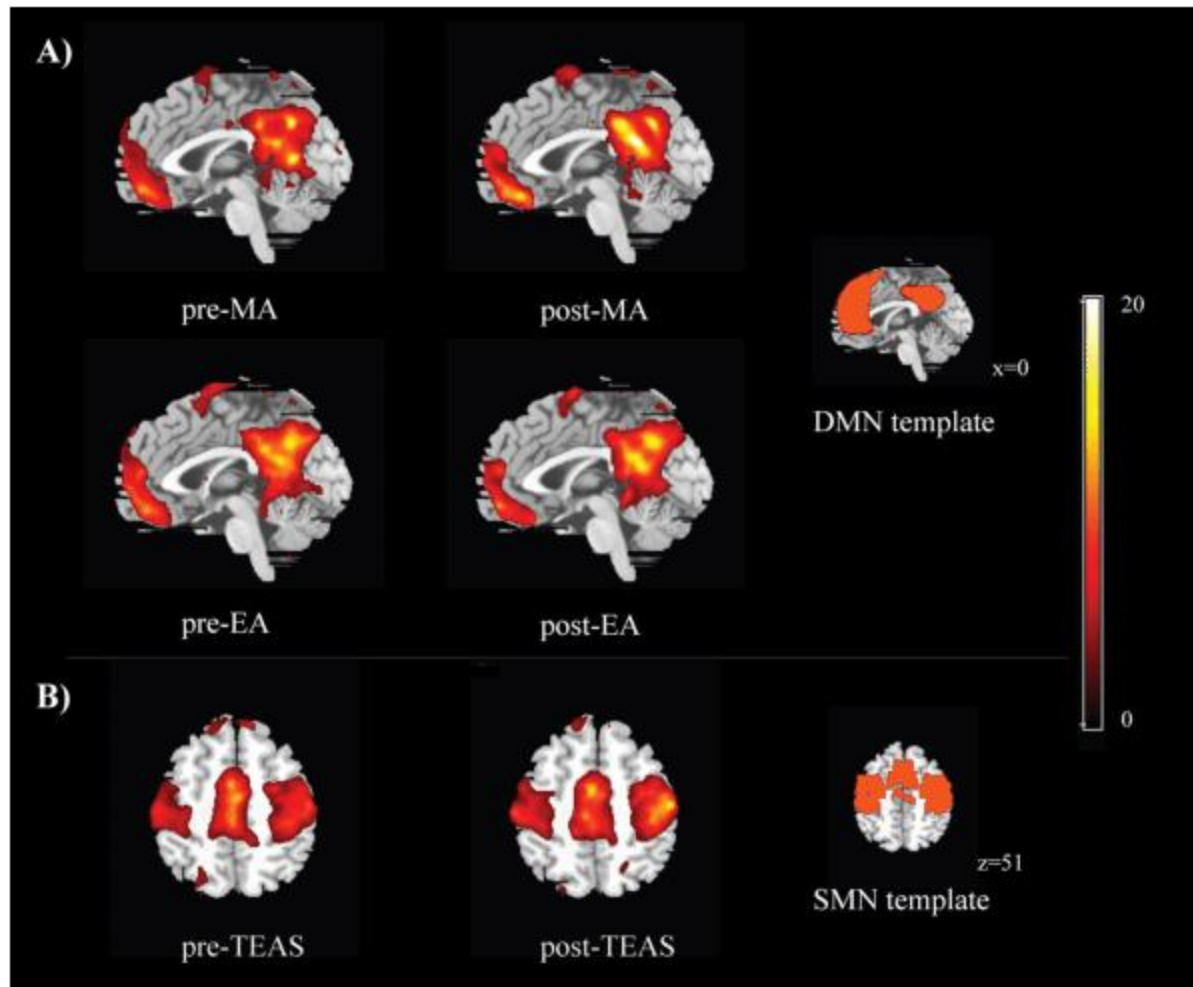 A)
pre-MA
post-MA
pre-EA
post-EA
x=0
DMN template
20
0
B)
pre-TEAS
post-TEAS
z=51
SMN template